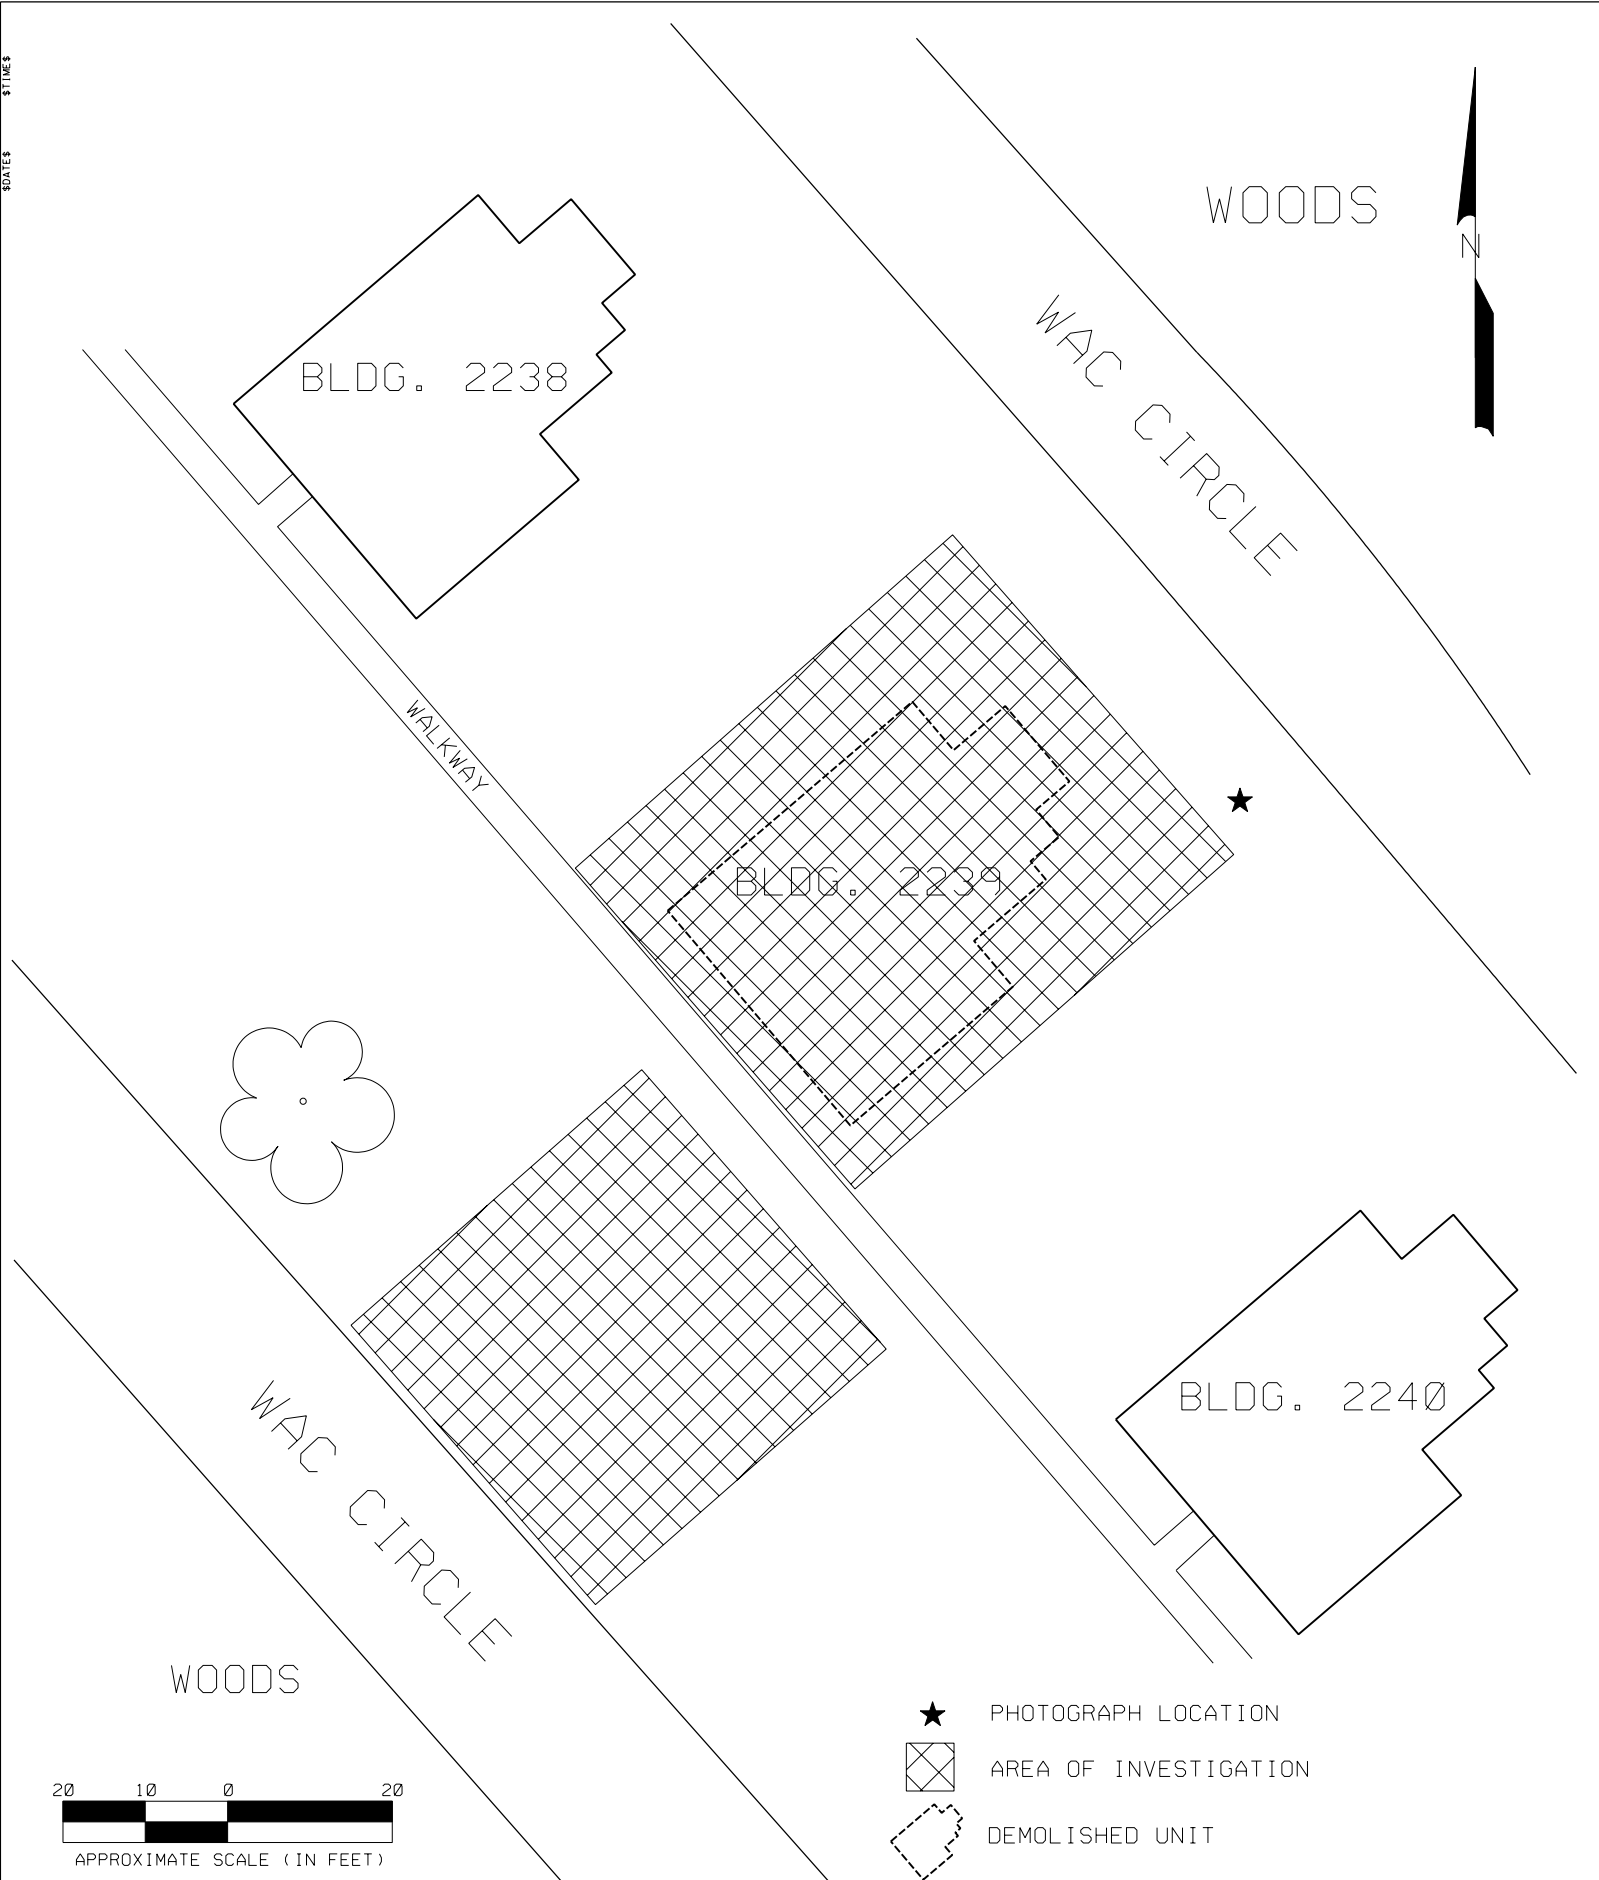 $TIME$
$DATE$
WOODS
N
WAC CIRCLE
BLDG. 2238
WALKWAY
BLDG. 2239
BLDG. 2240
WAC CIRCLE
WOODS
PHOTOGRAPH LOCATION
AREA OF INVESTIGATION
DEMOLISHED UNIT
20 10 0 20
APPROXIMATE SCALE (IN FEET)